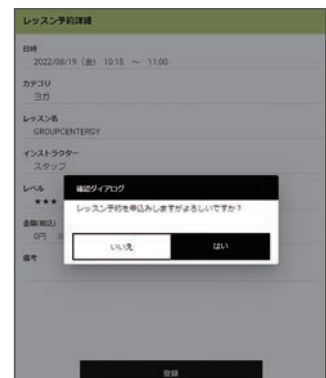 レッスン予約詳細
日時
2022/08/19（金）10:15 ～ 11:00
カテゴリ
ヨガ
レッスン名
GROUPCENTERGY
インストラクター
スタッフ
レベル
★★★
確認ダイアログ
レッスン予約を申込みしますがよろしいですか？
いいえ
はい
金額(税込)
0円 ※
備考
登録